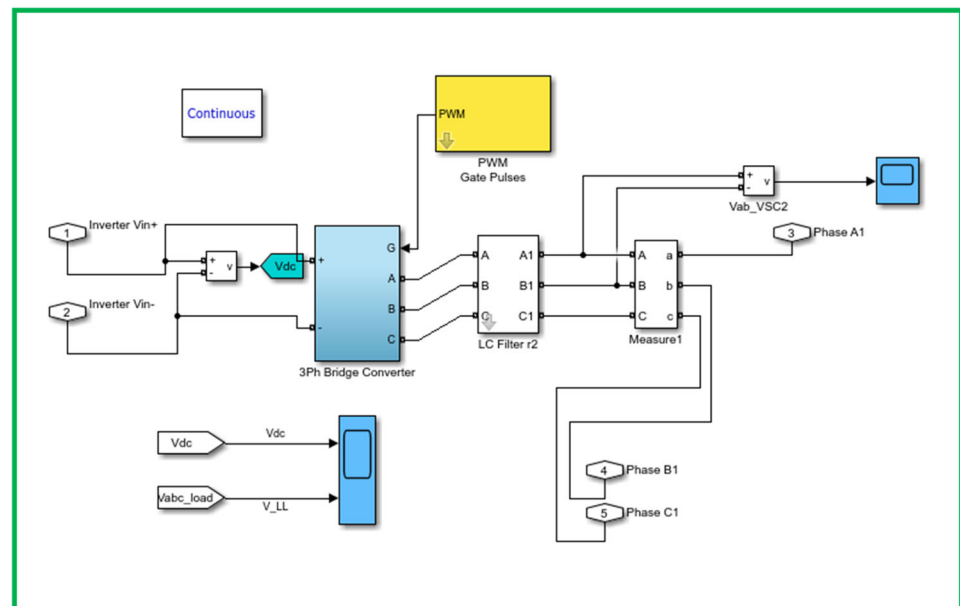 Continuous
PWM
PWM
Gate Pulses
+
-
v
Vab_VSC2
1
Inverter Vin+
2
Inverter Vin-
+
-
v
Vdc
+
-
G
A
B
C
3Ph Bridge Converter
A
B
C
A1
B1
C1
LC Filter r2
A
B
C
a
b
c
Measure1
3
Phase A1
Vdc
Vdc
Vabc_load
V_LL
4
Phase B1
5
Phase C1